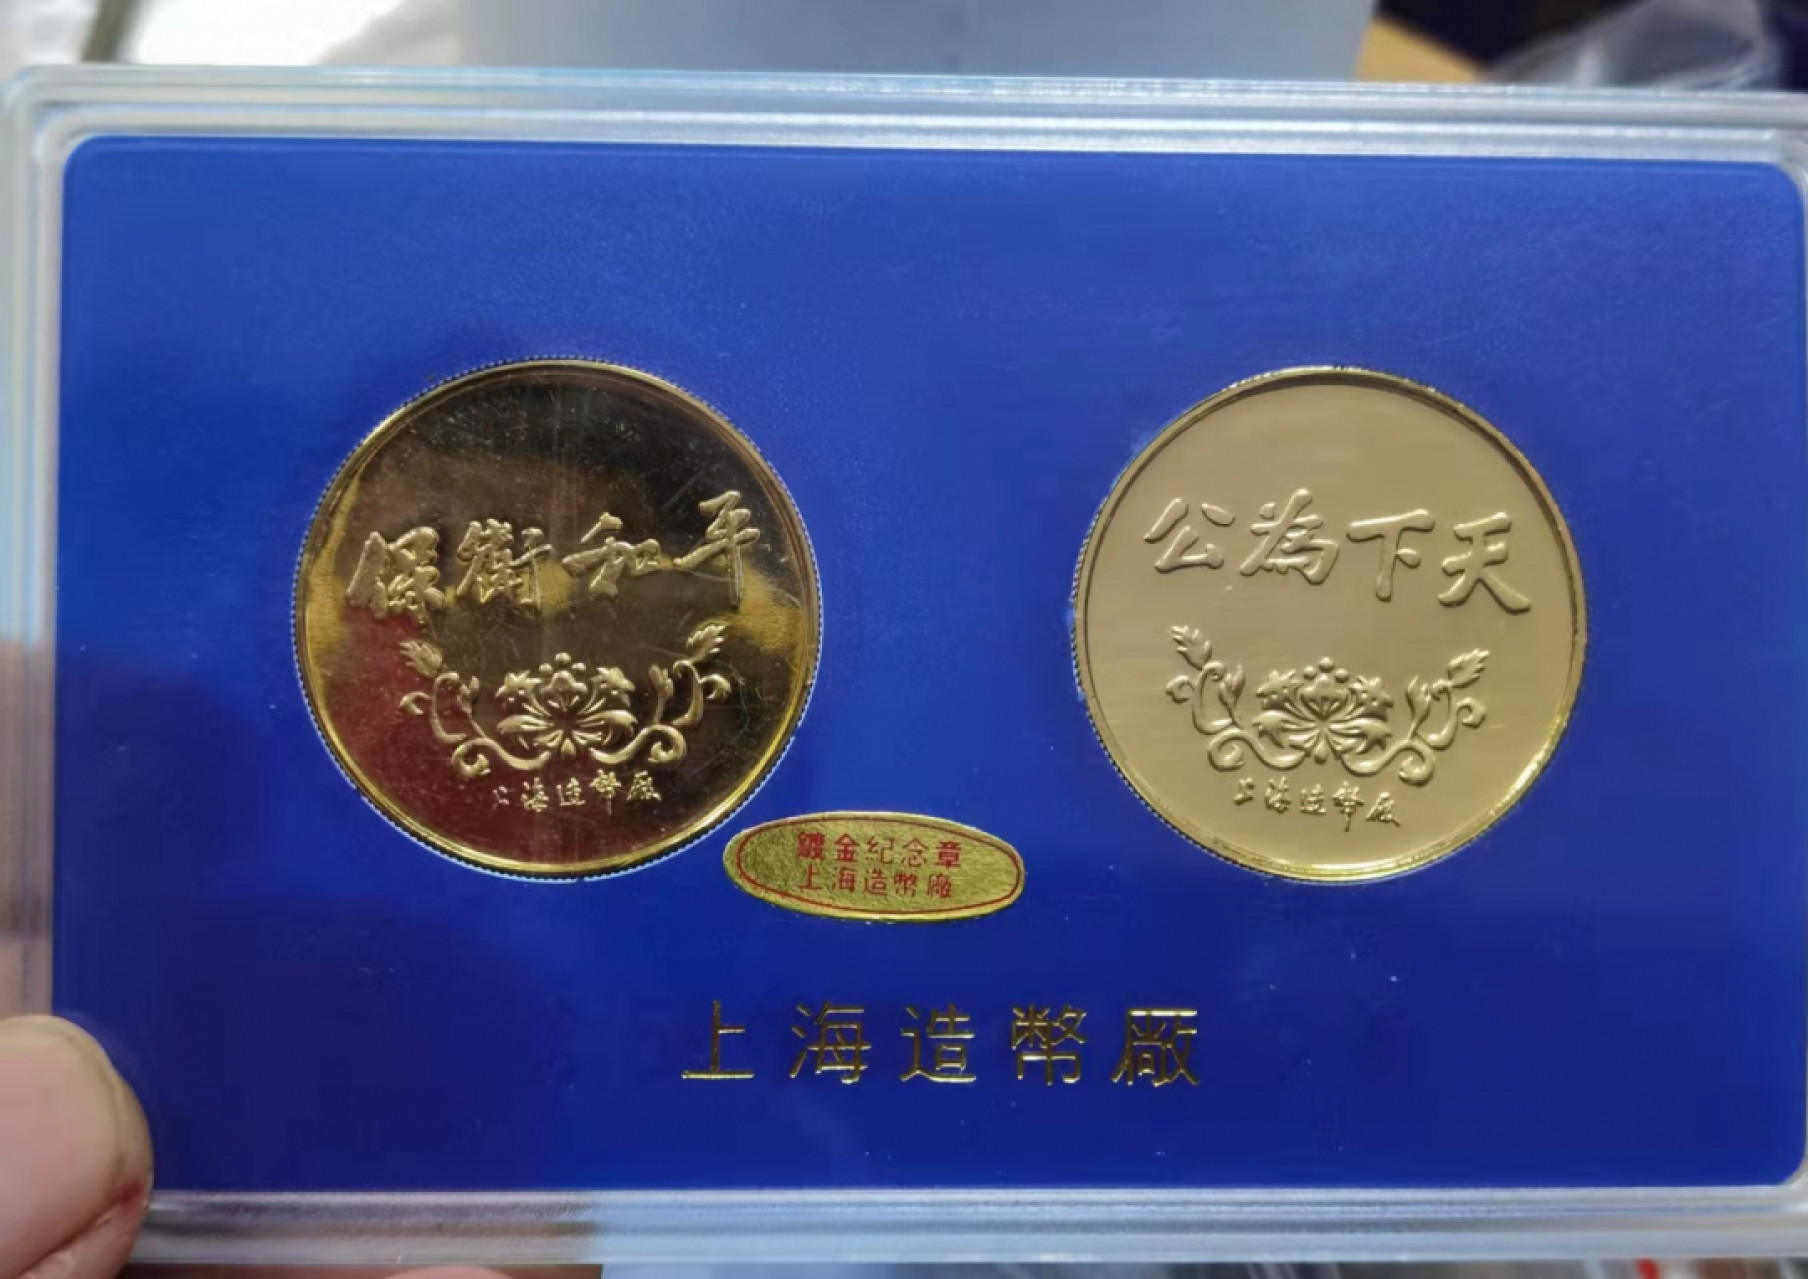 保衛和平
上海造幣廠
公為下天
上海造幣廠
鍍金紀念章
上海造幣廠
上海造幣廠